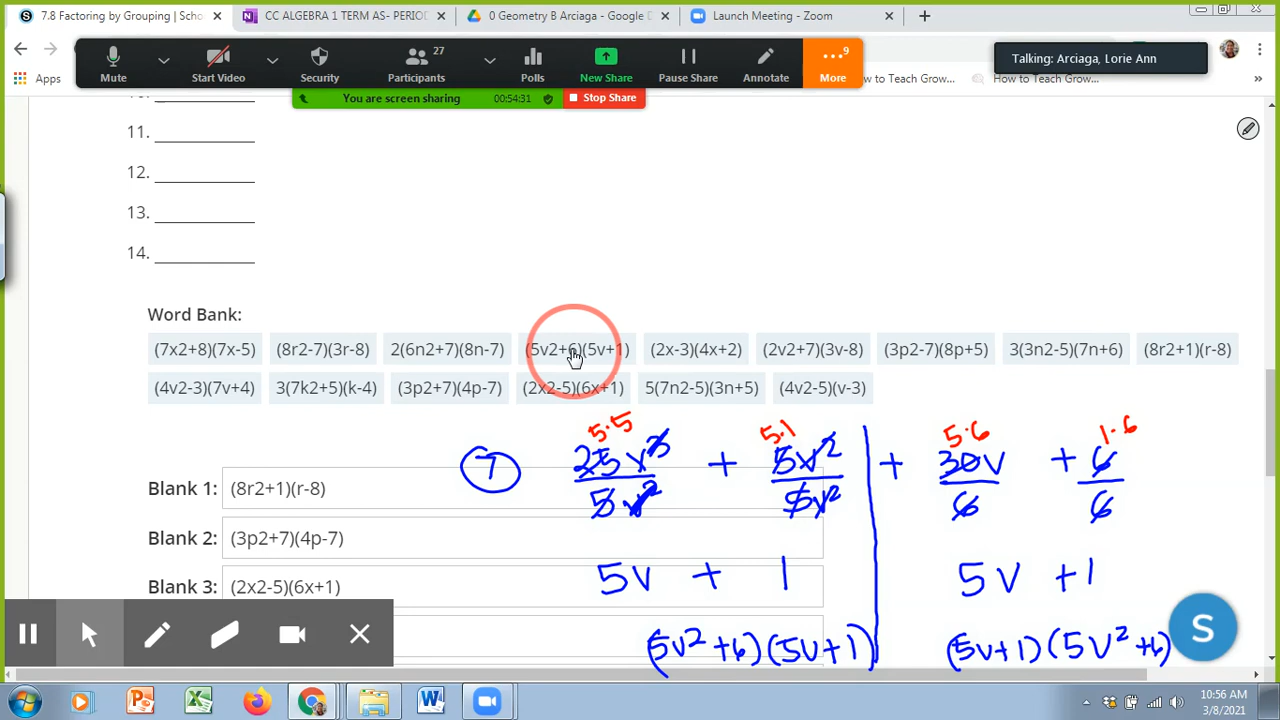 7.8 Factoring by Grouping | Scho
CC ALGEBRA 1 TERM AS- PERIOD
0 Geometry B Arciaga - Google D
Launch Meeting - Zoom
Mute
Start Video
Security
27
Participants
Polls
New Share
Pause Share
Annotate
9
More
Talking: Arciaga, Lorie Ann
Apps
ow to Teach Grow...
How to Teach Grow...
You are screen sharing
00:54:31
Stop Share
11.
12.
13.
14.
Word Bank:
(7x2+8)(7x-5) (8r2-7)(3r-8) 2(6n2+7)(8n-7) (5v2+6)(5v+1) (2x-3)(4x+2) (2v2+7)(3v-8) (3p2-7)(8p+5) 3(3n2-5)(7n+6) (8r2+1)(r-8)
(4v2-3)(7v+4) 3(7k2+5)(k-4) (3p2+7)(4p-7) (2x2-5)(6x+1) 5(7n2-5)(3n+5) (4v2-5)(v-3)
5·5 5·1 5·6 1·6
7 25v³ + 5v² + 30v + 6
5v² 5v² 6 6
5v + 1 5v + 1
(5v²+6)(5v+1) (5v+1)(5v²+6)
Blank 1: (8r2+1)(r-8)
Blank 2: (3p2+7)(4p-7)
Blank 3: (2x2-5)(6x+1)
S
10:56 AM
3/8/2021